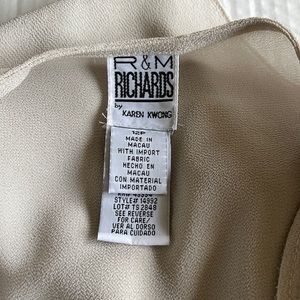 R&M
RICHARDS
by
KAREN KWONG
12P
MADE IN
MACAU
WITH IMPORT
FABRIC
HECHO EN
MACAU
CON MATERIAL
IMPORTADO
STYLE# 14992
LOT# TS 2848
SEE REVERSE
FOR CARE/
VER AL DORSO
PARA CUIDADO